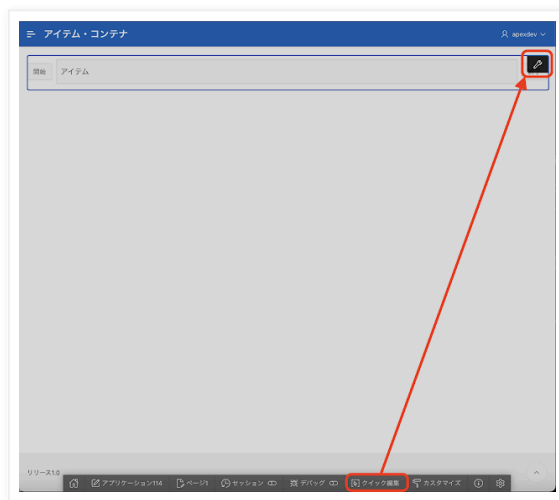 アイテム・コンテナ
apexdev
開始 アイテム
リリース1.0
アプリケーション114 ページ1 セッション デバッグ クイック編集 カスタマイズ